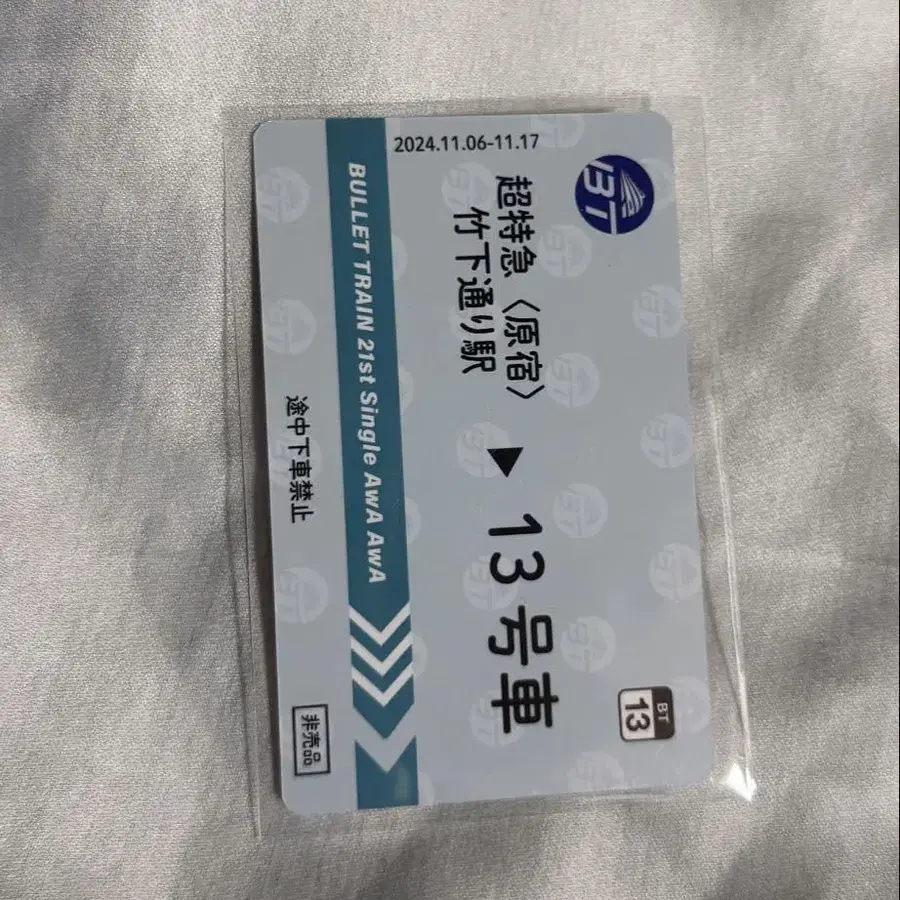 2024.11.06-11.17
BT
超特急〈原宿〉
竹下通り駅
▶ 13号車
BT
13
BULLET TRAIN 21st Single AwA AwA
途中下車禁止
非売品